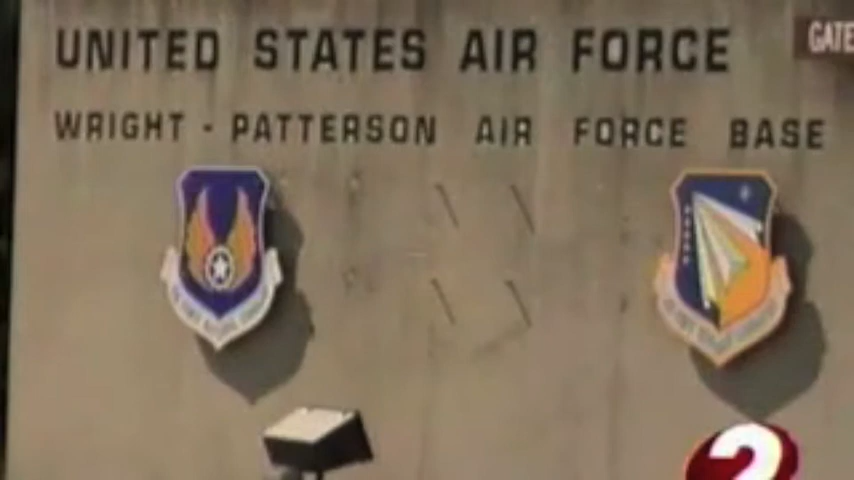 UNITED STATES AIR FORCE
GATE
WRIGHT - PATTERSON AIR FORCE BASE
2